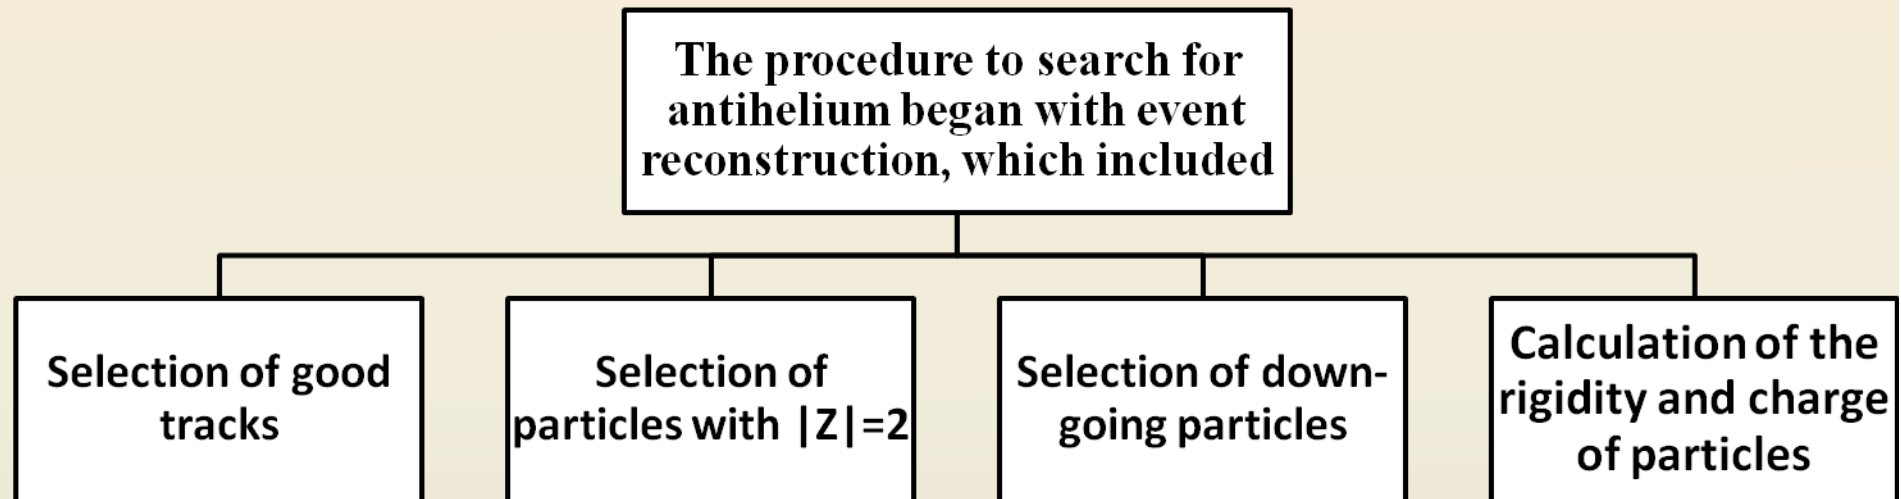 The procedure to search for
antihelium began with event
reconstruction, which included
Selection of good
tracks
Selection of
particles with |Z|=2
Selection of down-
going particles
Calculation of the
rigidity and charge
of particles